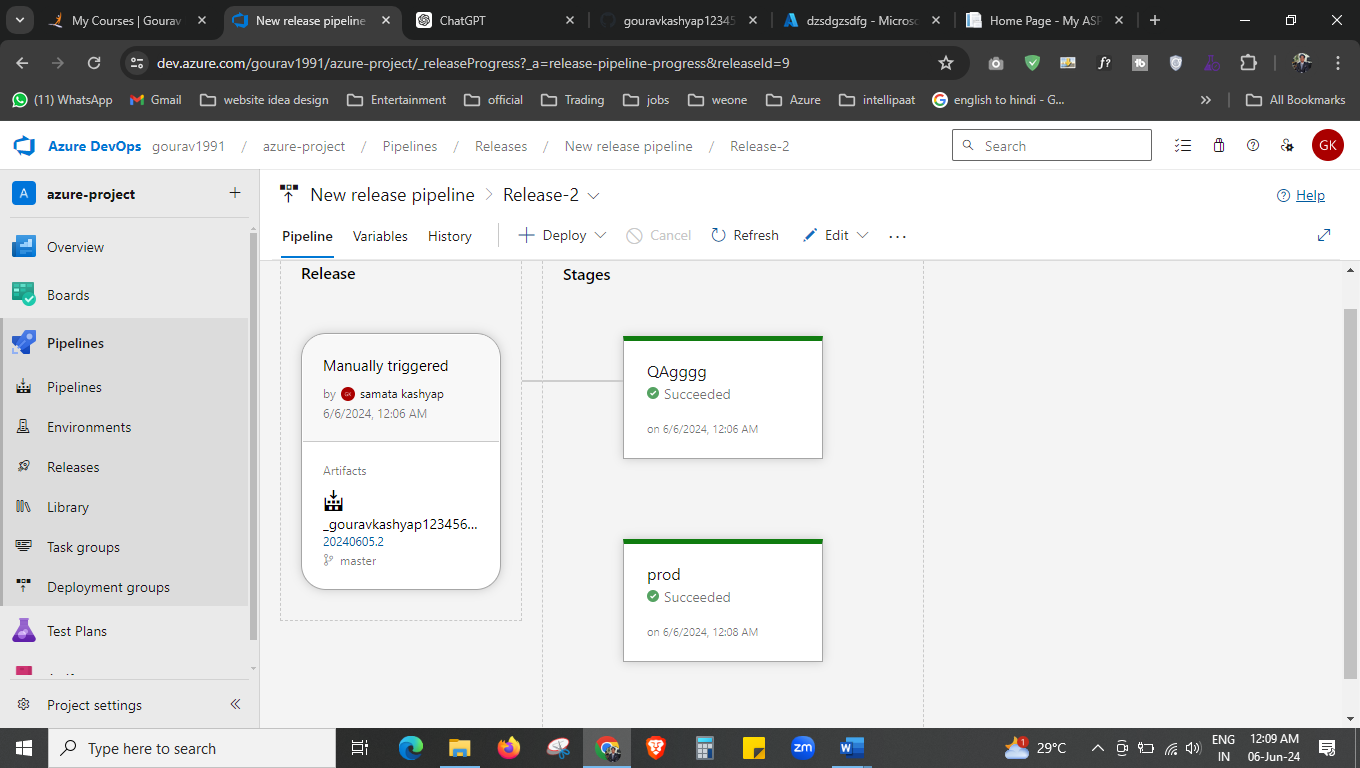 My Courses | Gourav
New release pipeline
ChatGPT
gouravkashyap12345
dzsdgzsdfg - Microsoft
Home Page - My ASP
dev.azure.com/gourav1991/azure-project/_releaseProgress?_a=release-pipeline-progress&releaseId=9
(11) WhatsApp
Gmail
website idea design
Entertainment
official
Trading
jobs
weone
Azure
intellipaat
english to hindi - G...
All Bookmarks
Azure DevOps gourav1991 / azure-project / Pipelines / Releases / New release pipeline / Release-2
Search
GK
A azure-project
New release pipeline > Release-2
Help
Pipeline Variables History
Deploy Cancel Refresh Edit ...
Overview
Boards
Pipelines
Pipelines
Environments
Releases
Library
Task groups
Deployment groups
Test Plans
Project settings
Release
Manually triggered
by GK samata kashyap
6/6/2024, 12:06 AM
Artifacts
_gouravkashyap123456...
20240605.2
master
Stages
QAgggg
Succeeded
on 6/6/2024, 12:06 AM
prod
Succeeded
on 6/6/2024, 12:08 AM
Type here to search
zm
29°C
ENG
IN
12:09 AM
06-Jun-24